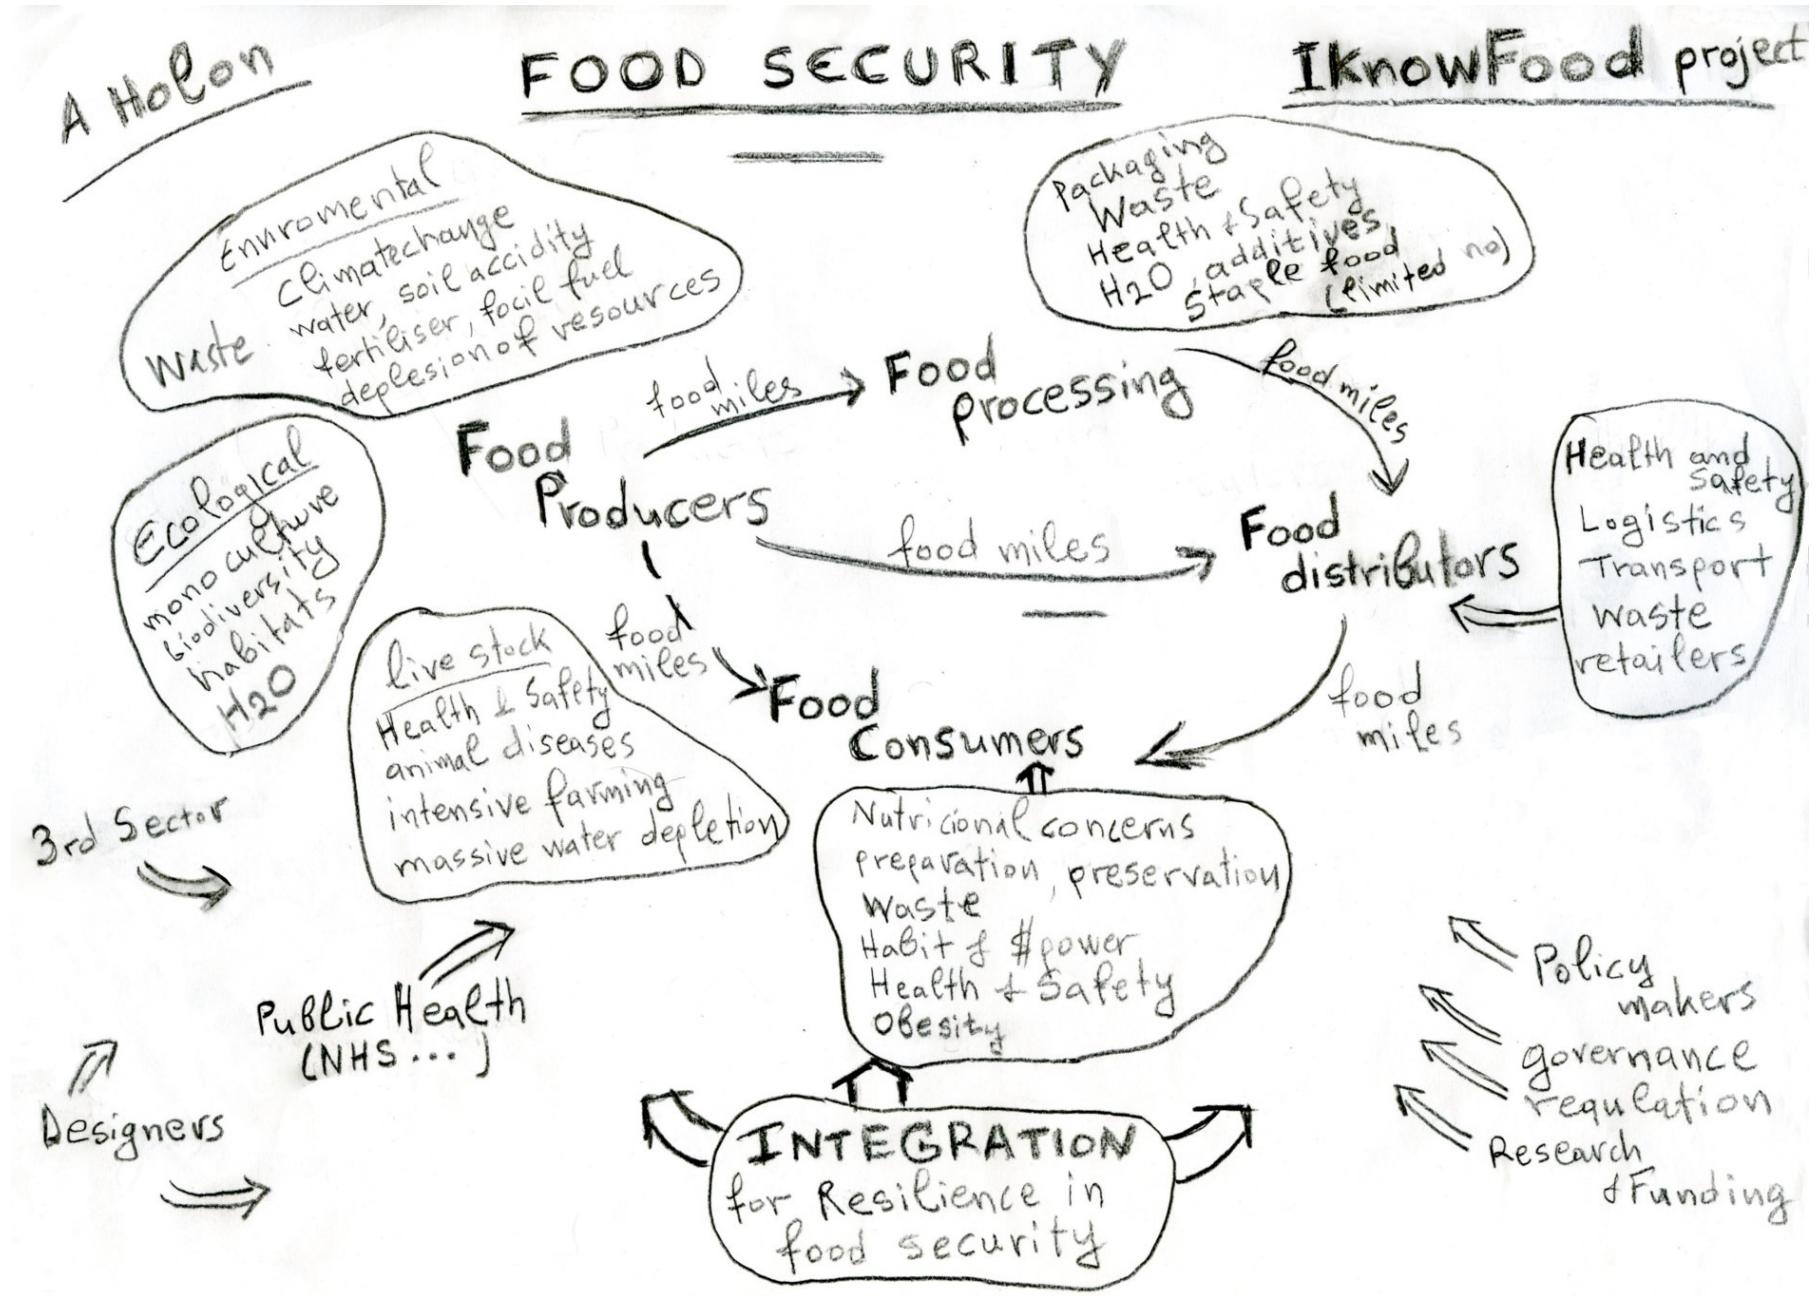 A Holon
FOOD SECURITY
IKnowFood project
Enviromental
Climatechange
water, soil accidity
fertiliser, focil fuel
Waste
deplesion of resources
Packaging
Waste
Health & Safety
H2O, additives,
Staple food
(limited no)
food
miles
Food
processing
food miles
Food
Producers
Ecological
mono culture
biodiversity
habitats
H2O
food miles
Food
distributors
Health and
Safety
Logistics
Transport
Waste
retailers
live stock
Health & Safety
animal diseases
intensive farming
massive water depletion
food
miles
Food
Consumers
food
miles
Nutricional concerns
preparation, preservation
Waste
Habit & $power
Health & Safety
Obesity
3rd Sector
Public Health
(NHS...)
Designers
Policy
makers
governance
regulation
Research
& Funding
INTEGRATION
for Resilience in
food security